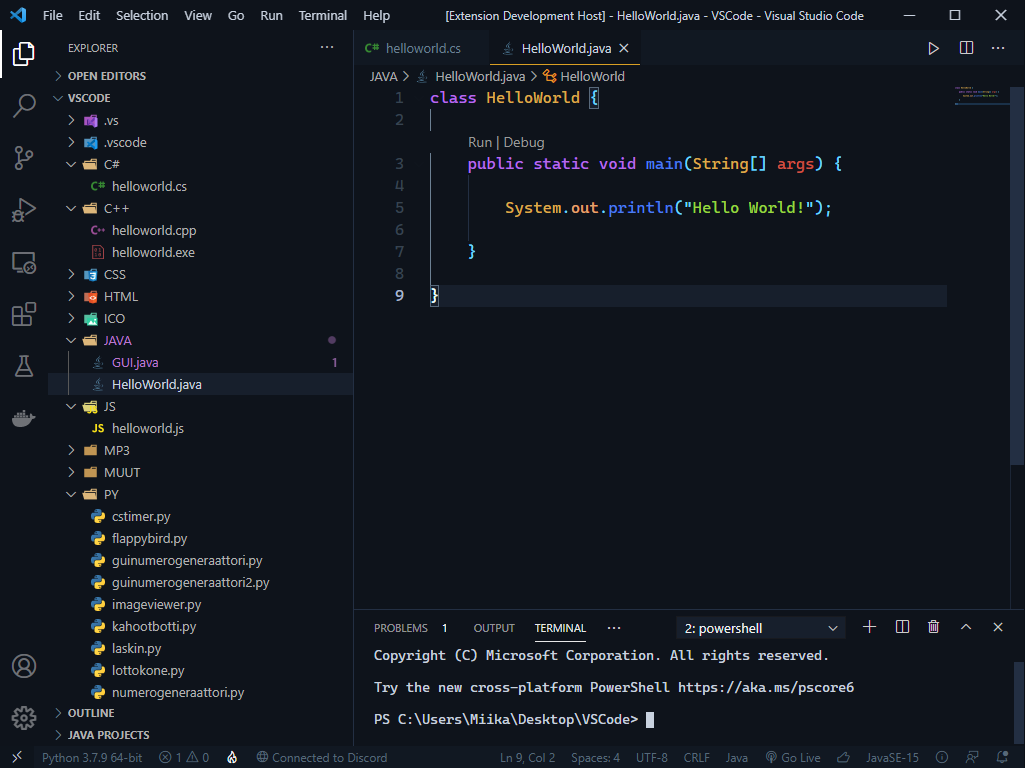 File Edit Selection View Go Run Terminal Help [Extension Development Host] - HelloWorld.java - VSCode - Visual Studio Code
EXPLORER
OPEN EDITORS
VSCODE
.vs
.vscode
C#
C# helloworld.cs
C++
C++ helloworld.cpp
helloworld.exe
CSS
HTML
ICO
JAVA
GUI.java 1
HelloWorld.java
JS
JS helloworld.js
MP3
MUUT
PY
cstimer.py
flappybird.py
guinumerogeneraattori.py
guinumerogeneraattori2.py
imageviewer.py
kahootbotti.py
laskin.py
lottokone.py
numerogeneraattori.py
OUTLINE
JAVA PROJECTS
C# helloworld.cs HelloWorld.java
JAVA > HelloWorld.java > HelloWorld
1 class HelloWorld {
2
Run | Debug
3 public static void main(String[] args) {
4
5 System.out.println("Hello World!");
6
7 }
8
9 }
PROBLEMS 1 OUTPUT TERMINAL ··· 2: powershell
Copyright (C) Microsoft Corporation. All rights reserved.
Try the new cross-platform PowerShell https://aka.ms/pscore6
PS C:\Users\Miika\Desktop\VSCode>
Python 3.7.9 64-bit 1 0 Connected to Discord Ln 9, Col 2 Spaces: 4 UTF-8 CRLF Java Go Live JavaSE-15